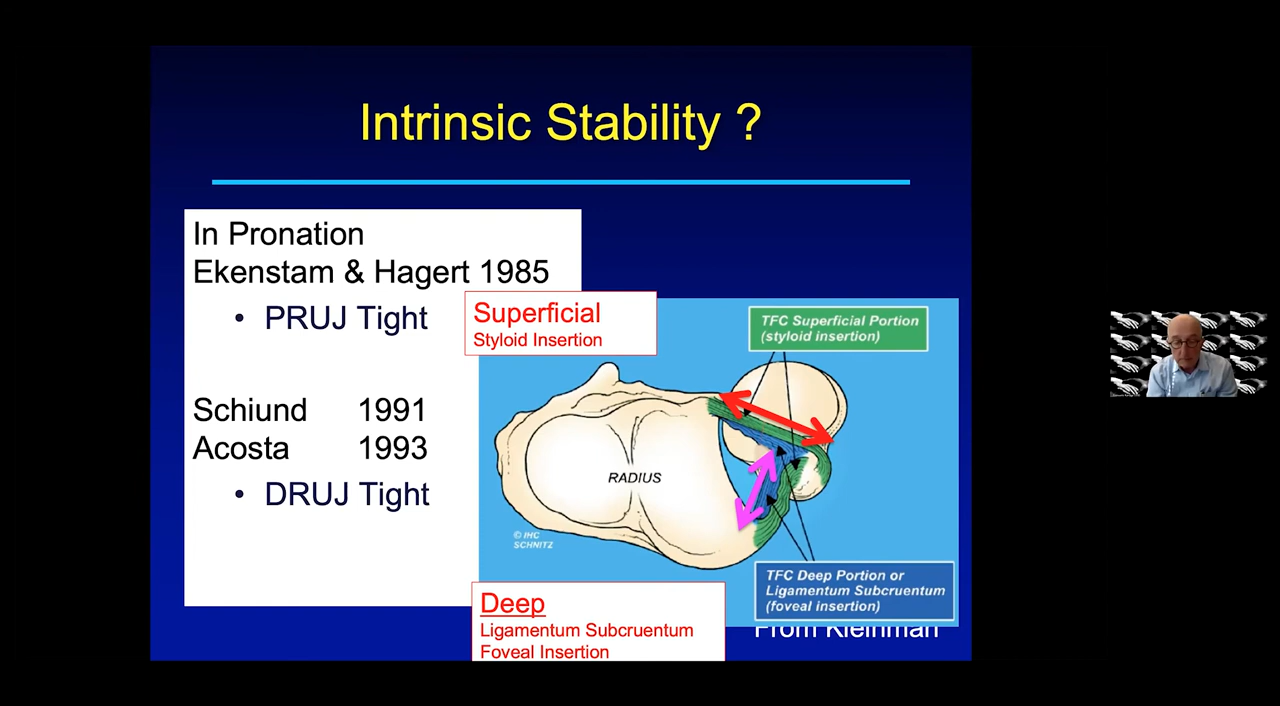 Intrinsic Stability ?
In Pronation
Ekenstam & Hagert 1985
• PRUJ Tight
Schiund 1991
Acosta 1993
• DRUJ Tight
Superficial
Styloid Insertion
TFC Superficial Portion
(styloid insertion)
RADIUS
© IHC
SCHNITZ
TFC Deep Portion or
Ligamentum Subcruentum
(foveal insertion)
Deep
Ligamentum Subcruentum
Foveal Insertion
From Kleinman